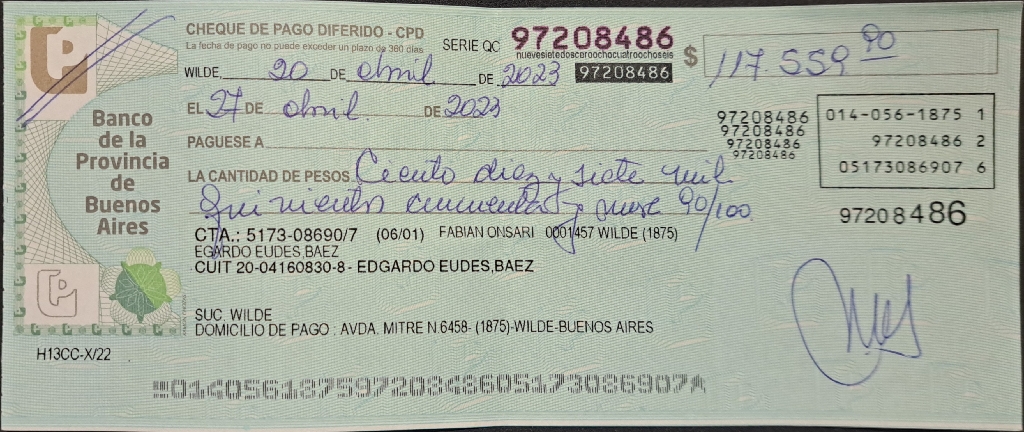 CHEQUE DE PAGO DIFERIDO - CPD
La fecha de pago no puede exceder un plazo de 360 días
SERIE QC 97208486
nuevesietedosceroochocuatroochoseis
97208486
$ 117.559 90
WILDE, 20 DE abril DE 2023
EL 27 DE abril. DE 2023
PAGUESE A
97208486
97208486
97208486
97208486
014-056-1875 1
97208486 2
05173086907 6
LA CANTIDAD DE PESOS Ciento diez y siete mil
Quinientos cincuenta y nueve 90/100
97208486
Banco
de la
Provincia
de
Buenos
Aires
CTA.: 5173-08690/7 (06/01) FABIAN ONSARI 0001457 WILDE (1875)
EGARDO EUDES,BAEZ
CUIT 20-04160830-8- EDGARDO EUDES,BAEZ
SUC. WILDE
DOMICILIO DE PAGO : AVDA. MITRE N.6458- (1875)-WILDE-BUENOS AIRES
H13CC-X/22
01405618759720848605173086907